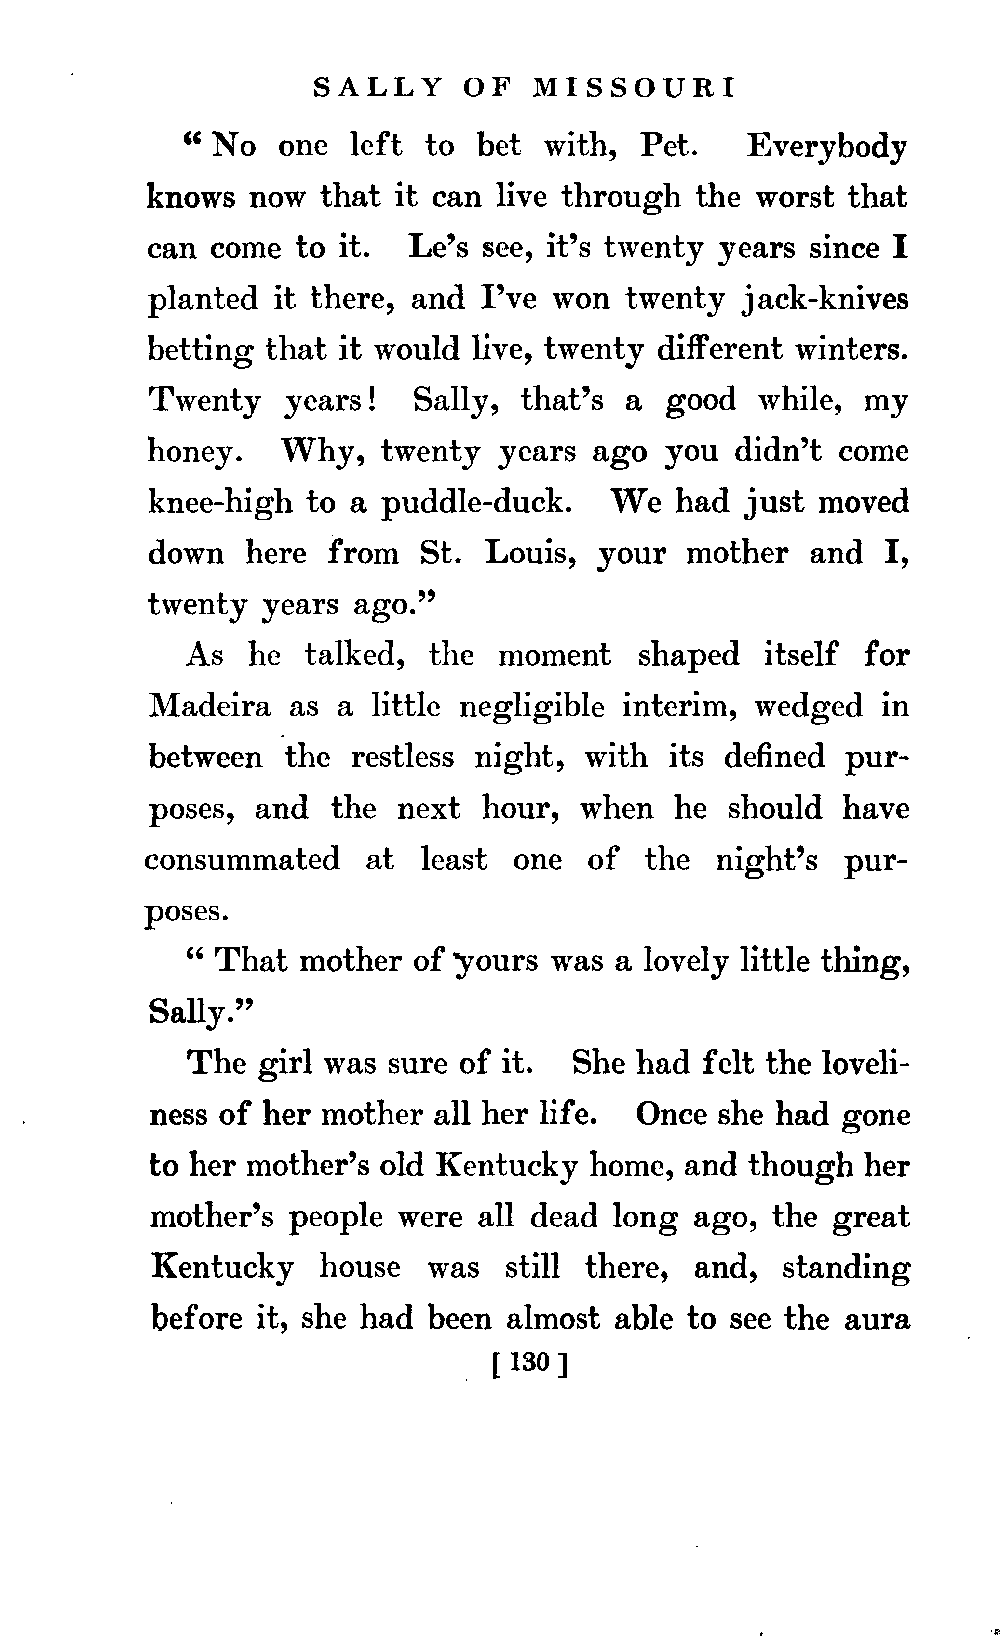 SALLY OF MISSOURI
“ No one left to bet with, Pet. Everybody
knows now that it can live through the worst that
can come to it. Le’s see, it’s twenty years since I
planted it there, and I’ve won twenty jack-knives
betting that it would live, twenty different winters.
Twenty years! Sally, that’s a good while, my
honey. Why, twenty years ago you didn’t come
knee-high to a puddle-duck. We had just moved
down here from St. Louis, your mother and I,
twenty years ago.”
As he talked, the moment shaped itself for
Madeira as a little negligible interim, wedged in
between the restless night, with its defined pur-
poses, and the next hour, when he should have
consummated at least one of the night’s pur-
poses.
“ That mother of yours was a lovely little thing,
Sally.”
The girl was sure of it. She had felt the loveli-
ness of her mother all her life. Once she had gone
to her mother’s old Kentucky home, and though her
mother’s people were all dead long ago, the great
Kentucky house was still there, and, standing
before it, she had been almost able to see the aura
[ 130 ]